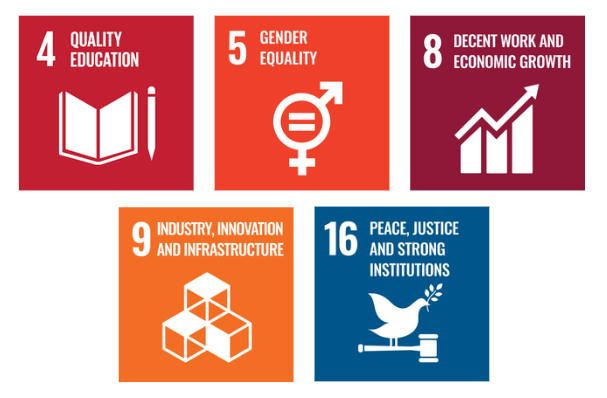 4 QUALITY
EDUCATION
5 GENDER
EQUALITY
8 DECENT WORK AND
ECONOMIC GROWTH
9 INDUSTRY, INNOVATION
AND INFRASTRUCTURE
16 PEACE, JUSTICE
AND STRONG
INSTITUTIONS